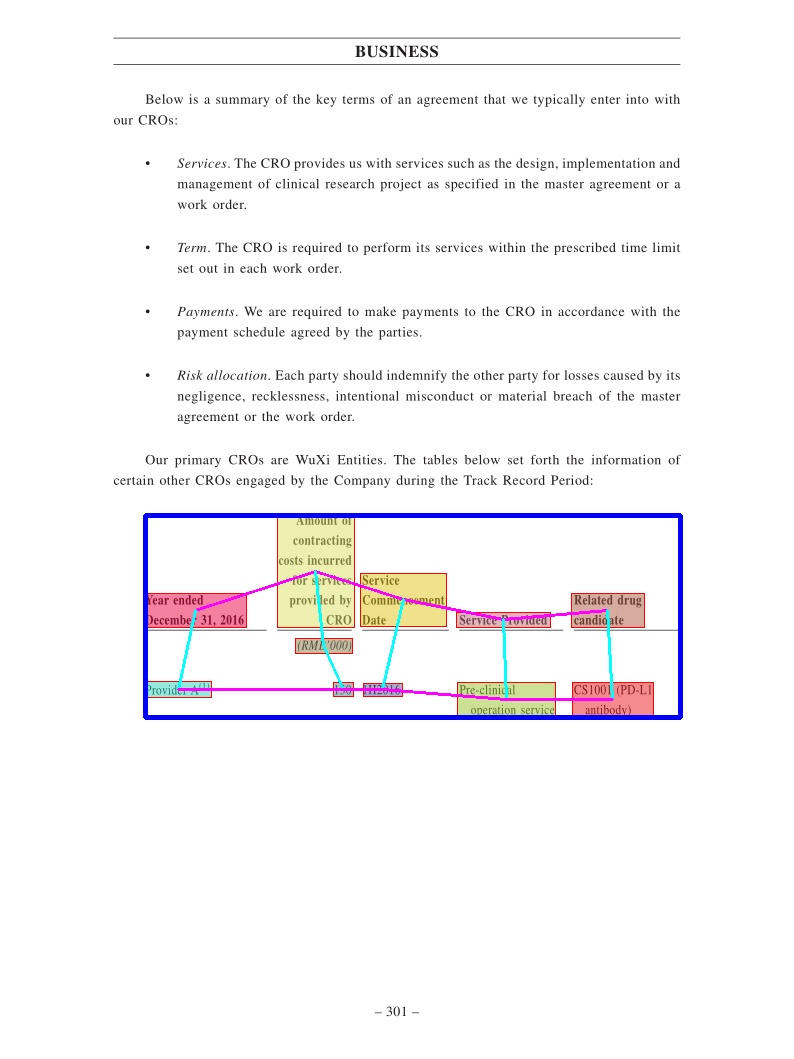 BUSINESS
Below is a summary of the key terms of an agreement that we typically enter into with
our CROs:
• Services. The CRO provides us with services such as the design, implementation and
management of clinical research project as specified in the master agreement or a
work order.
• Term. The CRO is required to perform its services within the prescribed time limit
set out in each work order.
• Payments. We are required to make payments to the CRO in accordance with the
payment schedule agreed by the parties.
• Risk allocation. Each party should indemnify the other party for losses caused by its
negligence, recklessness, intentional misconduct or material breach of the master
agreement or the work order.
Our primary CROs are WuXi Entities. The tables below set forth the information of
certain other CROs engaged by the Company during the Track Record Period:
Amount of
contracting
costs incurred
for services Service
Year ended provided by Commencement Related drug
December 31, 2016 CRO Date Service Provided candidate
(RMB'000)
Provider A(1) 150 1H2016 Pre-clinical CS1001 (PD-L1
operation service antibody)
– 301 –